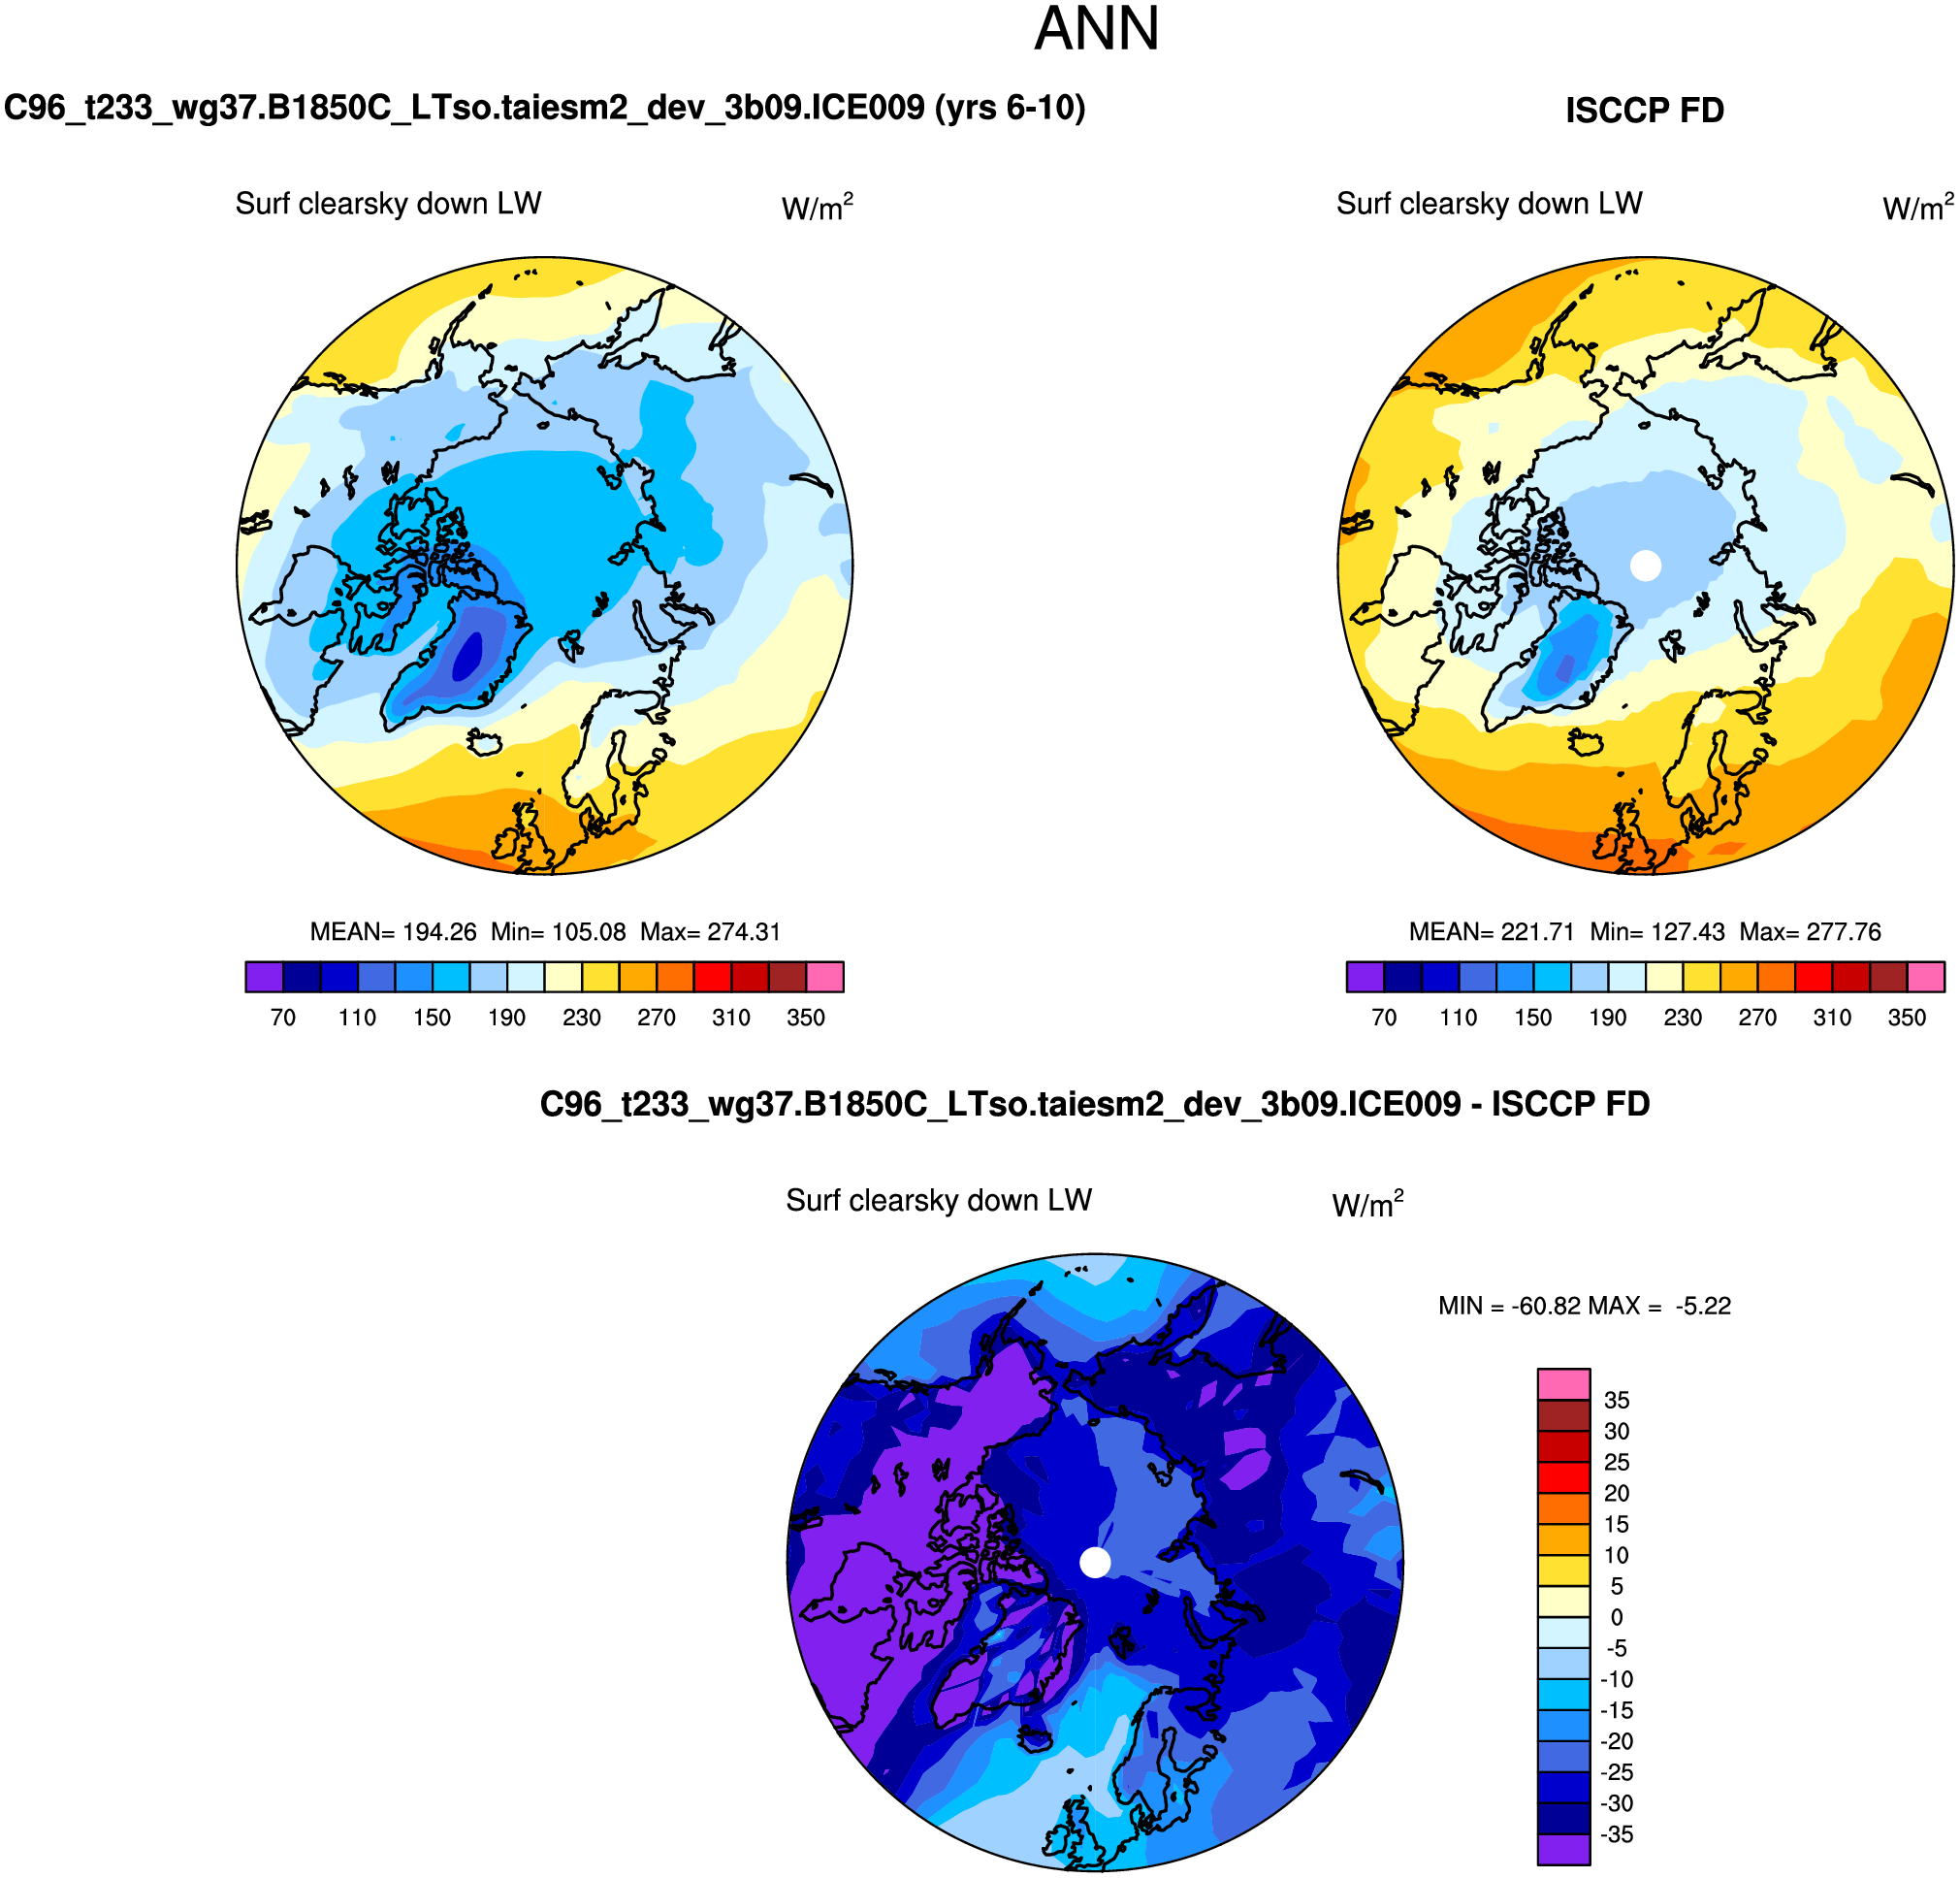 ANN
C96_t233_wg37.B1850C_LTso.taiesm2_dev_3b09.ICE009 (yrs 6-10)
ISCCP FD
Surf clearsky down LW W/m2
Surf clearsky down LW W/m2
MEAN= 194.26 Min= 105.08 Max= 274.31
70 110 150 190 230 270 310 350
MEAN= 221.71 Min= 127.43 Max= 277.76
70 110 150 190 230 270 310 350
C96_t233_wg37.B1850C_LTso.taiesm2_dev_3b09.ICE009 - ISCCP FD
Surf clearsky down LW W/m2
MIN = -60.82 MAX = -5.22
35
30
25
20
15
10
5
0
-5
-10
-15
-20
-25
-30
-35